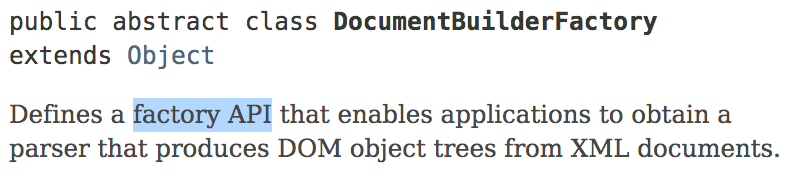 public abstract class DocumentBuilderFactory
extends Object
Defines a factory API that enables applications to obtain a
parser that produces DOM object trees from XML documents.